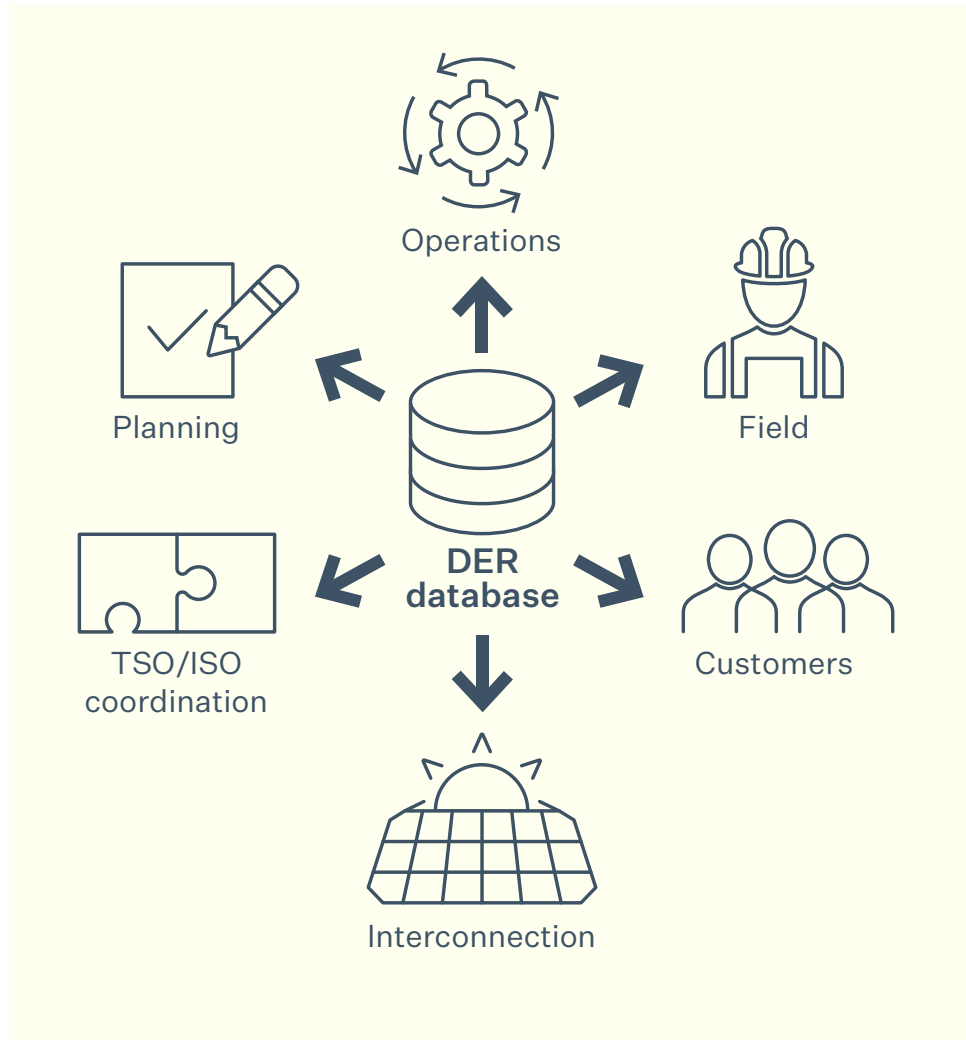 Operations
Planning
Field
DER
database
TSO/ISO
coordination
Customers
Interconnection